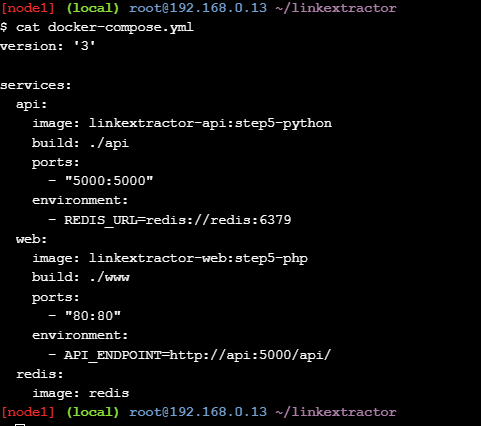 [node1] (local) root@192.168.0.13 ~/linkextractor
$ cat docker-compose.yml
version: '3'

services:
  api:
    image: linkextractor-api:step5-python
    build: ./api
    ports:
      - "5000:5000"
    environment:
      - REDIS_URL=redis://redis:6379
  web:
    image: linkextractor-web:step5-php
    build: ./www
    ports:
      - "80:80"
    environment:
      - API_ENDPOINT=http://api:5000/api/
  redis:
    image: redis
[node1] (local) root@192.168.0.13 ~/linkextractor